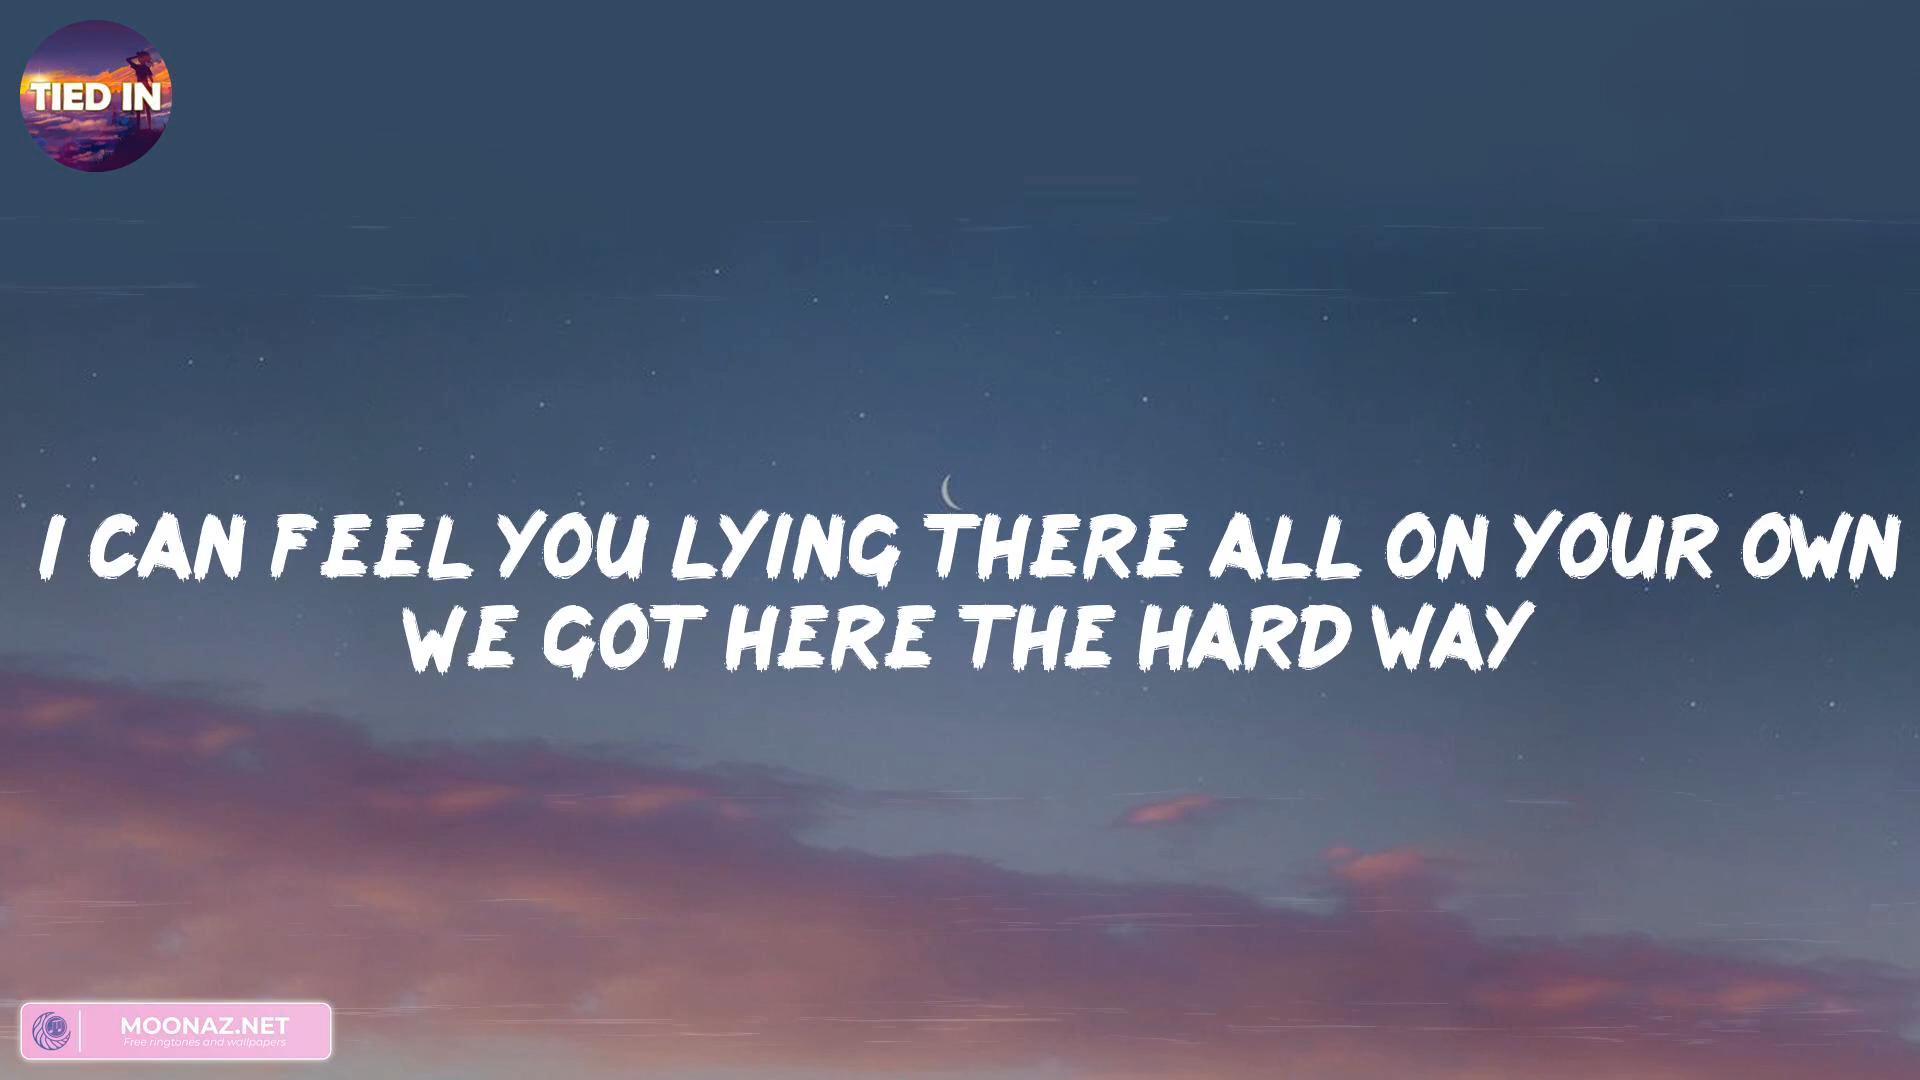 TIED IN
I CAN FEEL YOU LYING THERE ALL ON YOUR OWN
WE GOT HERE THE HARD WAY
MOONAZ.NET
Free ringtones and wallpapers